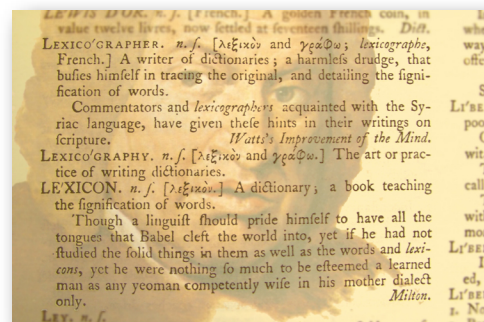 LEWIS D'OR. n. ſ. [French.] A golden French coin, in
value twelve livres, now ſettled at ſeventeen ſhillings. Dict.
LEXICO'GRAPHER. n. ſ. [λεξικὸν and γράφω; lexicographe,
French.] A writer of dictionaries; a harmleſs drudge, that
buſies himſelf in tracing the original, and detailing the ſigni-
fication of words.
Commentators and lexicographers acquainted with the Sy-
riac language, have given theſe hints in their writings on
ſcripture. Watts's Improvement of the Mind.
LEXICO'GRAPHY. n. ſ. [λεξικὸν and γράφω.] The art or prac-
tice of writing dictionaries.
LE'XICON. n. ſ. [λεξικὸν.] A dictionary; a book teaching
the ſignification of words.
Though a linguiſt ſhould pride himſelf to have all the
tongues that Babel cleft the world into, yet if he had not
ſtudied the ſolid things in them as well as the words and lexi-
cons, yet he were nothing ſo much to be eſteemed a learned
man as any yeoman competently wiſe in his mother dialect
only. Milton.
LEY. n. ſ.